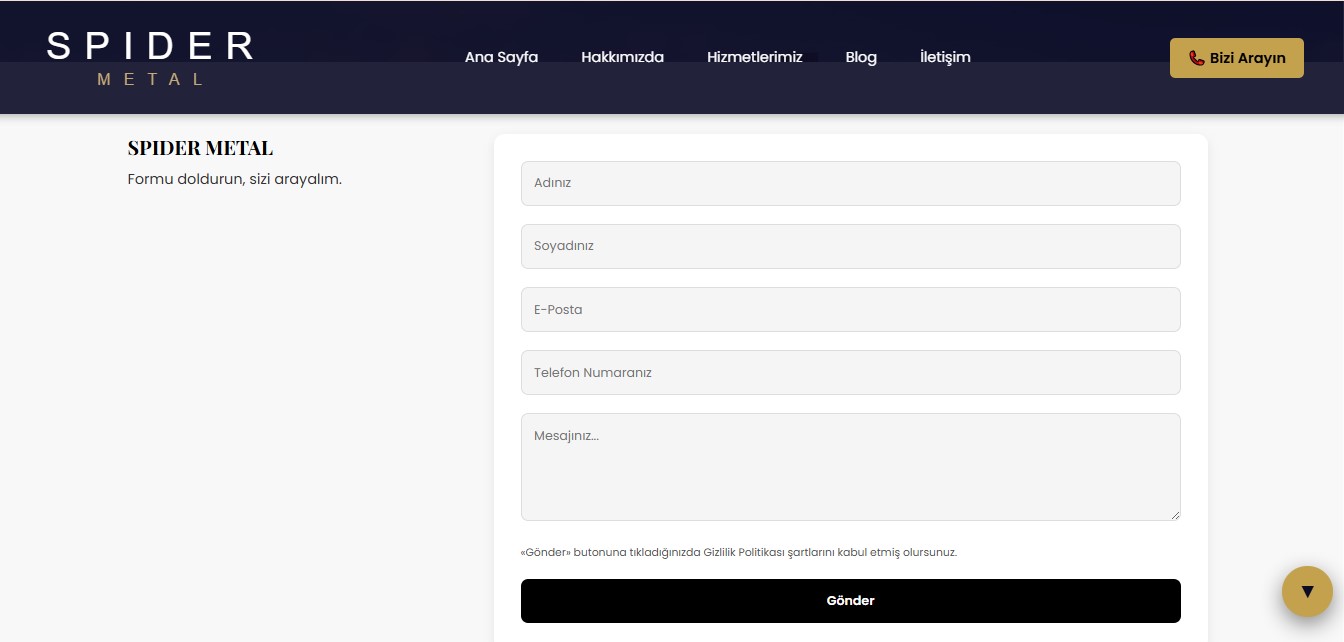 SPIDER
METAL
Ana Sayfa Hakkımızda Hizmetlerimiz Blog İletişim
Bizi Arayın
SPIDER METAL
Formu doldurun, sizi arayalım.
Adınız
Soyadınız
E-Posta
Telefon Numaranız
Mesajınız...
«Gönder» butonuna tıkladığınızda Gizlilik Politikası şartlarını kabul etmiş olursunuz.
Gönder